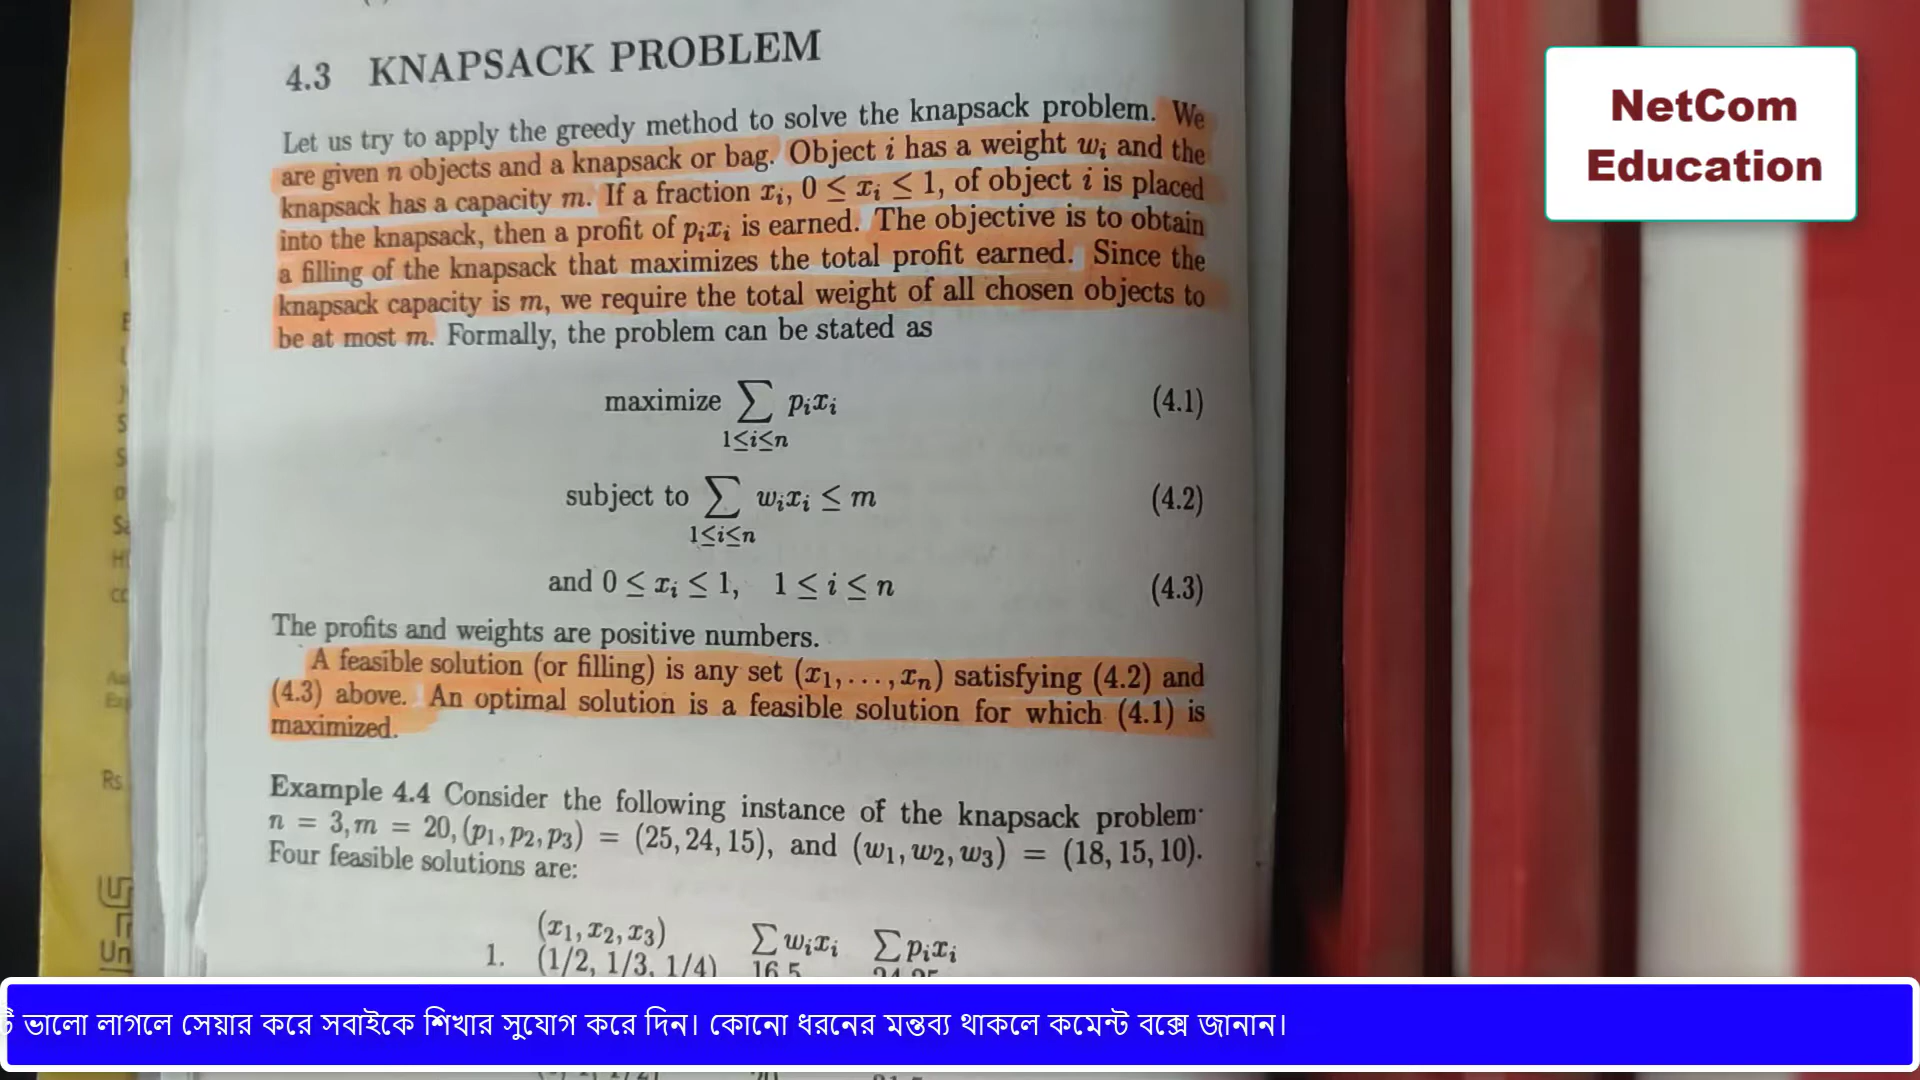 4.3 KNAPSACK PROBLEM
Let us try to apply the greedy method to solve the knapsack problem. We
are given n objects and a knapsack or bag. Object i has a weight wᵢ and the
knapsack has a capacity m. If a fraction xᵢ, 0 ≤ xᵢ ≤ 1, of object i is placed
into the knapsack, then a profit of pᵢxᵢ is earned. The objective is to obtain
a filling of the knapsack that maximizes the total profit earned. Since the
knapsack capacity is m, we require the total weight of all chosen objects to
be at most m. Formally, the problem can be stated as
maximize ∑ pᵢxᵢ (4.1)
1≤i≤n
subject to ∑ wᵢxᵢ ≤ m (4.2)
1≤i≤n
and 0 ≤ xᵢ ≤ 1, 1 ≤ i ≤ n (4.3)
The profits and weights are positive numbers.
A feasible solution (or filling) is any set (x₁, . . . , xₙ) satisfying (4.2) and
(4.3) above. An optimal solution is a feasible solution for which (4.1) is
maximized.
Example 4.4 Consider the following instance of the knapsack problem:
n = 3, m = 20, (p₁, p₂, p₃) = (25, 24, 15), and (w₁, w₂, w₃) = (18, 15, 10).
Four feasible solutions are:
(x₁, x₂, x₃) ∑ wᵢxᵢ ∑ pᵢxᵢ
1. (1/2, 1/3, 1/4) 16.5 24.25
NetCom
Education
Rs
Un
ভালো লাগলে সেয়ার করে সবাইকে শিখার সুযোগ করে দিন। কোনো ধরনের মন্তব্য থাকলে কমেন্ট বক্সে জানান।